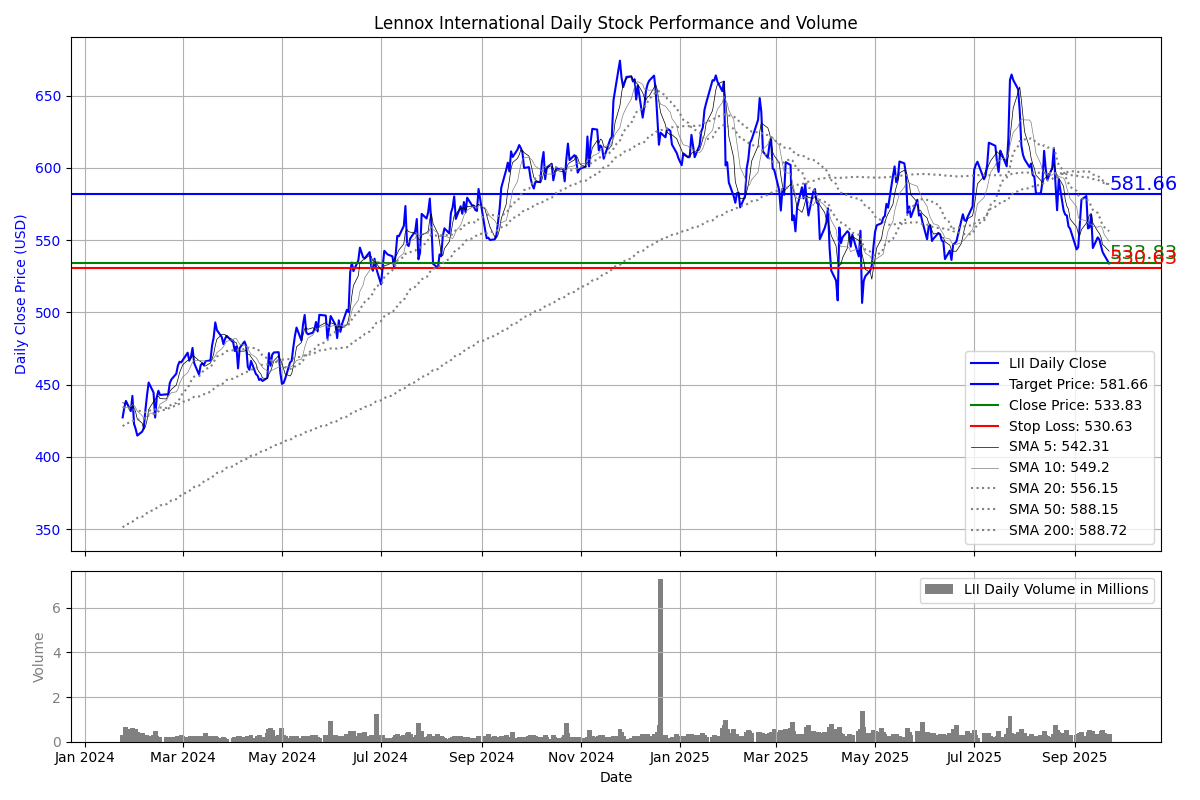 Lennox International Daily Stock Performance and Volume
Daily Close Price (USD)
650
600
550
500
450
400
350
581.66
533.83
530.63
LII Daily Close
Target Price: 581.66
Close Price: 533.83
Stop Loss: 530.63
SMA 5: 542.31
SMA 10: 549.2
SMA 20: 556.15
SMA 50: 588.15
SMA 200: 588.72
Volume
6
4
2
0
LII Daily Volume in Millions
Jan 2024 Mar 2024 May 2024 Jul 2024 Sep 2024 Nov 2024 Jan 2025 Mar 2025 May 2025 Jul 2025 Sep 2025
Date